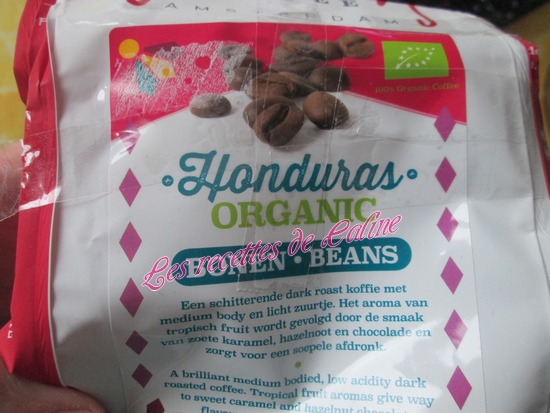 AMSTERDAM
100% Organic Coffee
Honduras
ORGANIC
Les recettes de Caline
BONEN • BEANS
Een schitterende dark roast koffie met
medium body en licht zuurtje. Het aroma van
tropisch fruit wordt gevolgd door de smaak
van zoete karamel, hazelnoot en chocolade en
zorgt voor een soepele afdronk.
A brilliant medium bodied, low acidity dark
roasted coffee. Tropical fruit aromas give way
to sweet caramel and hazelnut